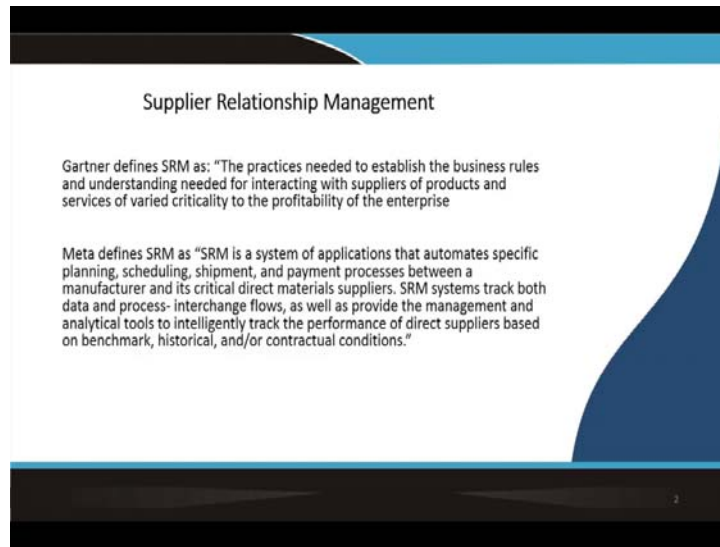 Supplier Relationship Management
Gartner defines SRM as: “The practices needed to establish the business rules
and understanding needed for interacting with suppliers of products and
services of varied criticality to the profitability of the enterprise
Meta defines SRM as “SRM is a system of applications that automates specific
planning, scheduling, shipment, and payment processes between a
manufacturer and its critical direct materials suppliers. SRM systems track both
data and process- interchange flows, as well as provide the management and
analytical tools to intelligently track the performance of direct suppliers based
on benchmark, historical, and/or contractual conditions.”
2